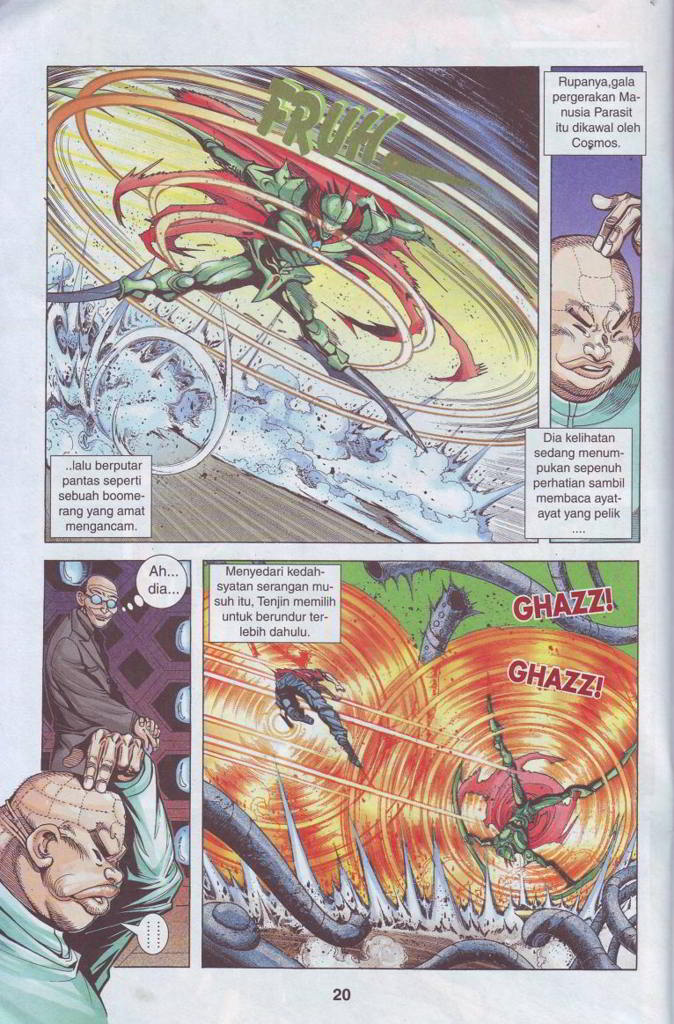 FRUH
Rupanya,gala
pergerakan Ma-
nusia Parasit
itu dikawal oleh
Cosmos.
..lalu berputar
pantas seperti
sebuah boome-
rang yang amat
mengancam.
Dia kelihatan
sedang menum-
pukan sepenuh
perhatian sambil
membaca ayat-
ayat yang pelik
....
Ah...
dia...
Menyedari kedah-
syatan serangan mu-
suh itu, Tenjin memilih
untuk berundur ter-
lebih dahulu.
GHAZZ!
GHAZZ!
20